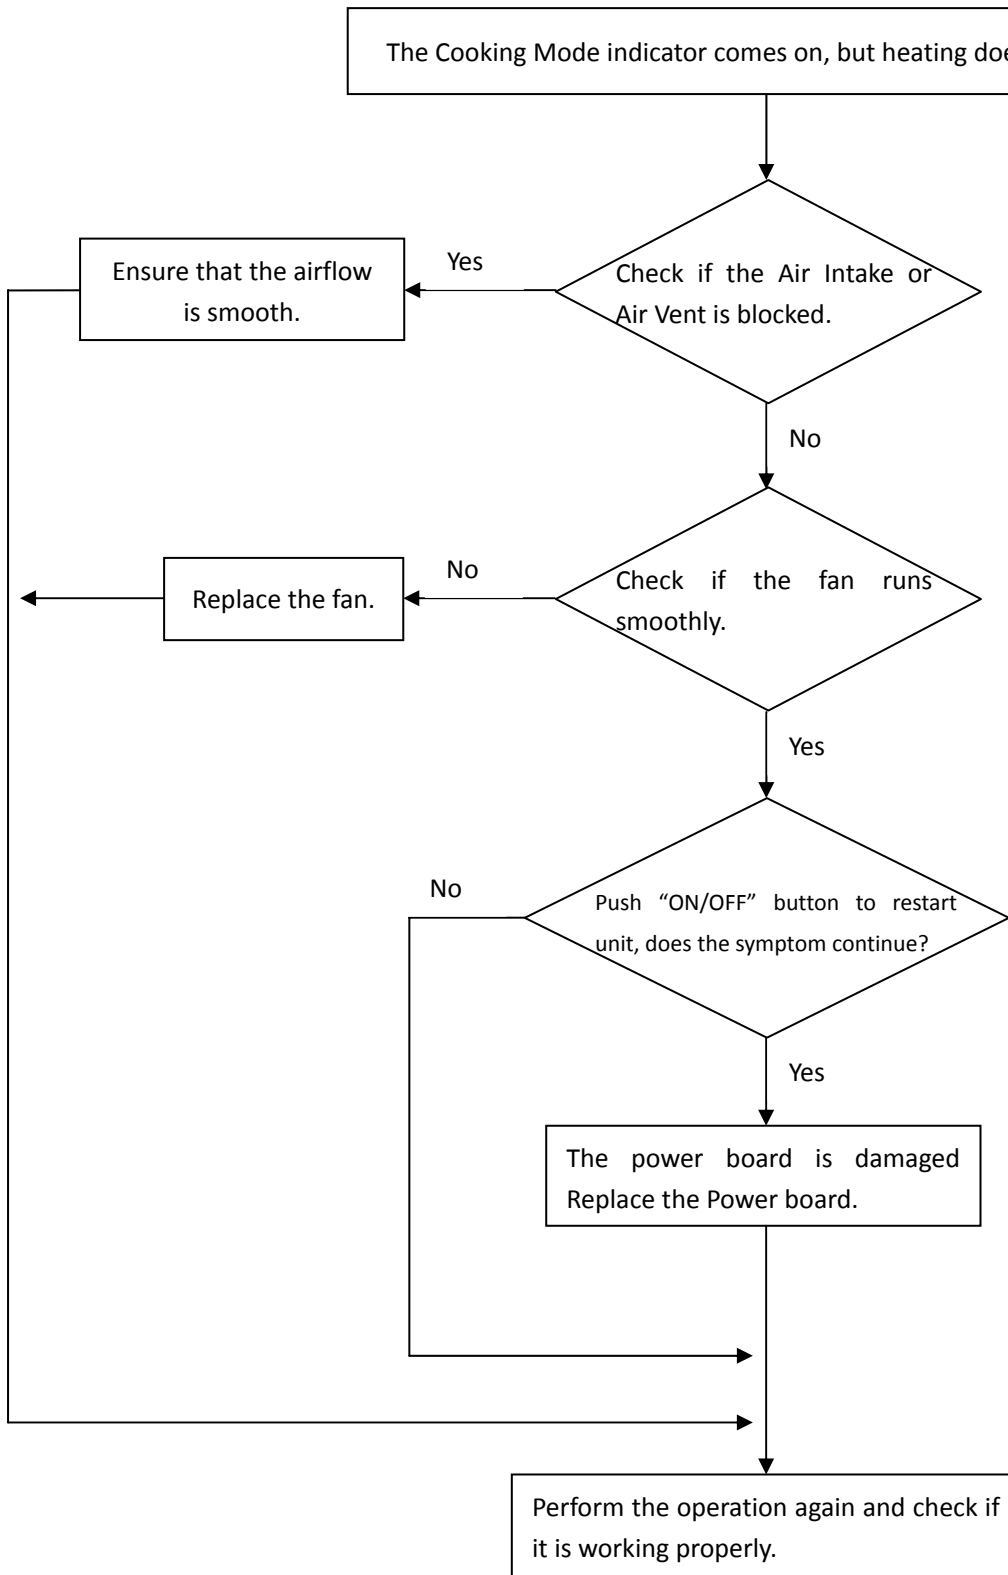 The Cooking Mode indicator comes on, but heating doe
Yes
Ensure that the airflow
is smooth.
Check if the Air Intake or
Air Vent is blocked.
No
No
Replace the fan.
Check if the fan runs
smoothly.
Yes
No
Push “ON/OFF” button to restart
unit, does the symptom continue?
Yes
The power board is damaged
Replace the Power board.
Perform the operation again and check if
it is working properly.